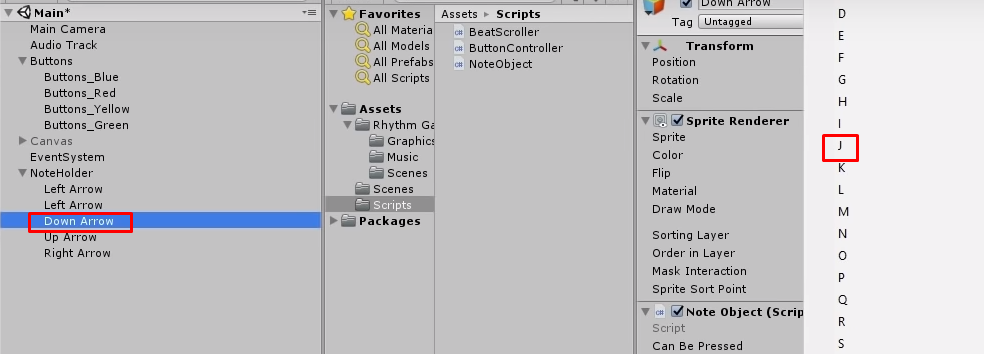 Main*
Main Camera
Audio Track
Buttons
Buttons_Blue
Buttons_Red
Buttons_Yellow
Buttons_Green
Canvas
EventSystem
NoteHolder
Left Arrow
Left Arrow
Down Arrow
Up Arrow
Right Arrow
Favorites
All Materia
All Models
All Prefabs
All Scripts
Assets
Rhythm Ga
Graphics
Music
Scenes
Scenes
Scripts
Packages
Assets ▸ Scripts
BeatScroller
ButtonController
NoteObject
Down Arrow
Tag Untagged
Transform
Position
Rotation
Scale
Sprite Renderer
Sprite
Color
Flip
Material
Draw Mode
Sorting Layer
Order in Layer
Mask Interaction
Sprite Sort Point
Note Object (Scrip
Script
Can Be Pressed
D
E
F
G
H
I
J
K
L
M
N
O
P
Q
R
S